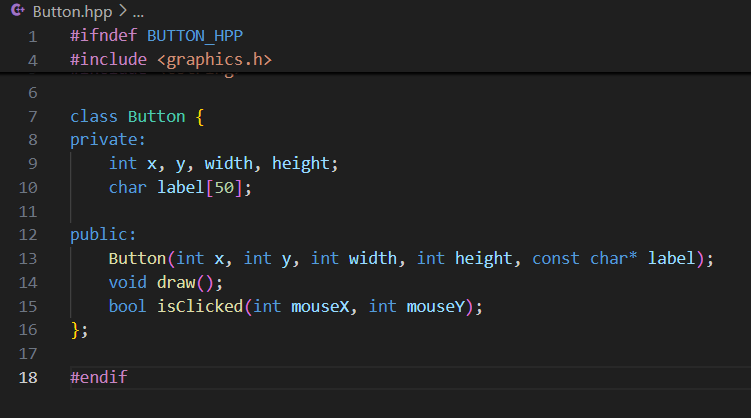 Button.hpp > ...
1 #ifndef BUTTON_HPP
4 #include <graphics.h>
6
7 class Button {
8 private:
9 int x, y, width, height;
10 char label[50];
11
12 public:
13 Button(int x, int y, int width, int height, const char* label);
14 void draw();
15 bool isClicked(int mouseX, int mouseY);
16 };
17
18 #endif